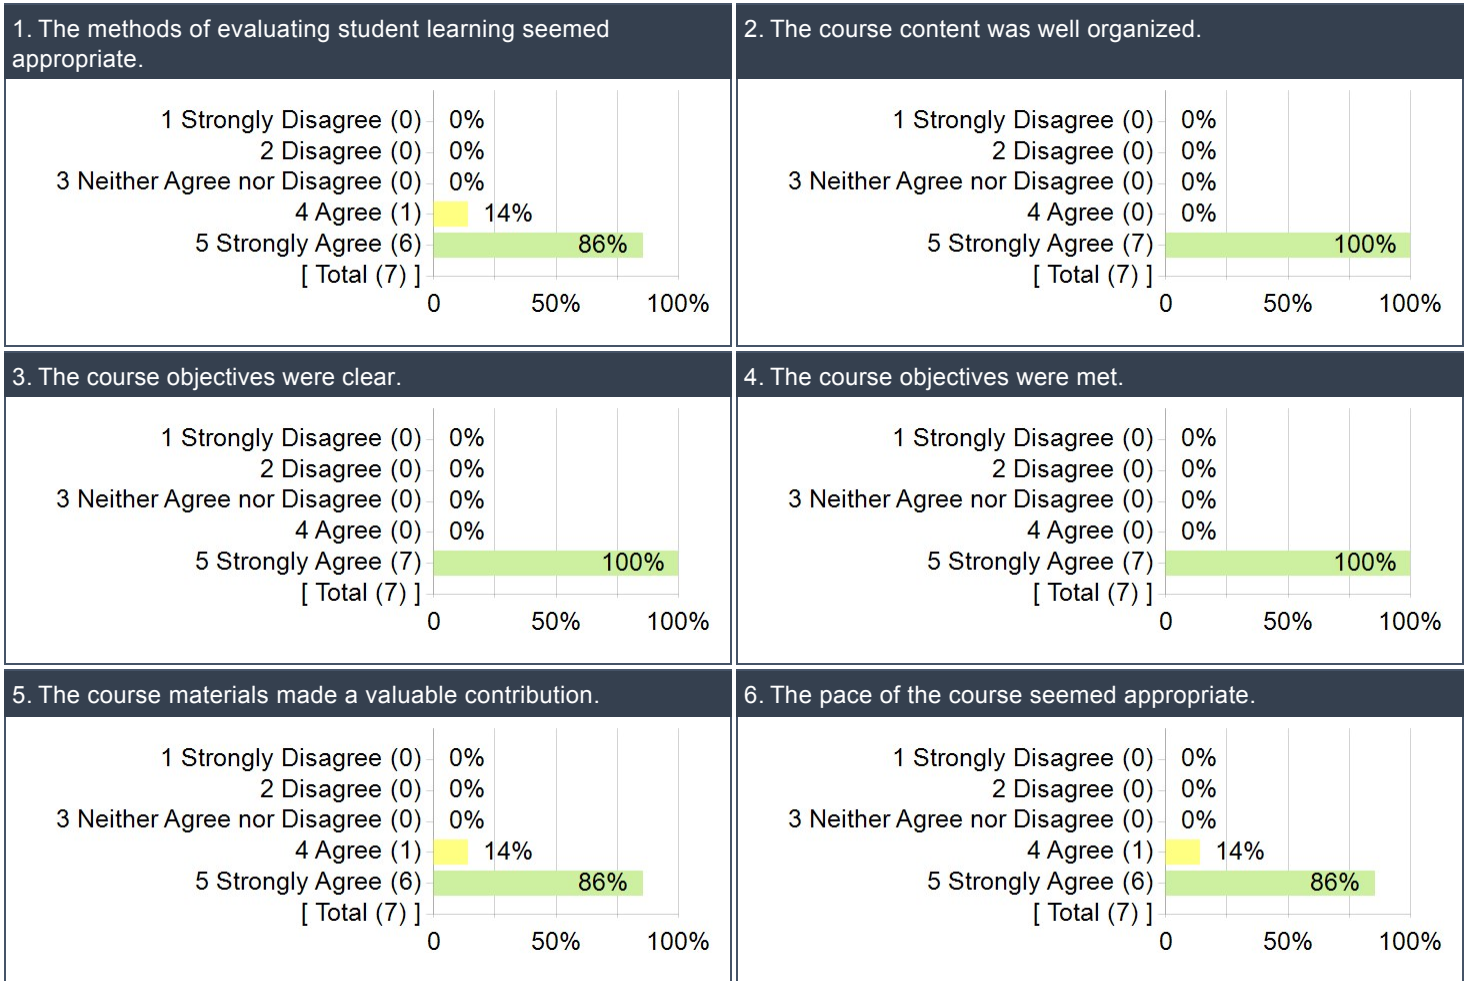 1. The methods of evaluating student learning seemed
appropriate.
1 Strongly Disagree (0) 0%
2 Disagree (0) 0%
3 Neither Agree nor Disagree (0) 0%
4 Agree (1) 14%
5 Strongly Agree (6) 86%
[ Total (7) ]
0 50% 100%
2. The course content was well organized.
1 Strongly Disagree (0) 0%
2 Disagree (0) 0%
3 Neither Agree nor Disagree (0) 0%
4 Agree (0) 0%
5 Strongly Agree (7) 100%
[ Total (7) ]
0 50% 100%
3. The course objectives were clear.
1 Strongly Disagree (0) 0%
2 Disagree (0) 0%
3 Neither Agree nor Disagree (0) 0%
4 Agree (0) 0%
5 Strongly Agree (7) 100%
[ Total (7) ]
0 50% 100%
4. The course objectives were met.
1 Strongly Disagree (0) 0%
2 Disagree (0) 0%
3 Neither Agree nor Disagree (0) 0%
4 Agree (0) 0%
5 Strongly Agree (7) 100%
[ Total (7) ]
0 50% 100%
5. The course materials made a valuable contribution.
1 Strongly Disagree (0) 0%
2 Disagree (0) 0%
3 Neither Agree nor Disagree (0) 0%
4 Agree (1) 14%
5 Strongly Agree (6) 86%
[ Total (7) ]
0 50% 100%
6. The pace of the course seemed appropriate.
1 Strongly Disagree (0) 0%
2 Disagree (0) 0%
3 Neither Agree nor Disagree (0) 0%
4 Agree (1) 14%
5 Strongly Agree (6) 86%
[ Total (7) ]
0 50% 100%